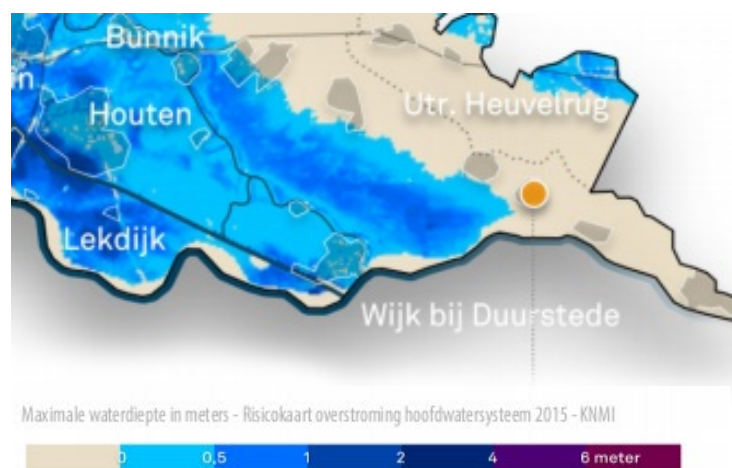 Bunnik
in
Houten
Utr. Heuvelrug
Lekdijk
Wijk bij Duurstede
Maximale waterdiepte in meters - Risicokaart overstroming hoofdwatersysteem 2015 - KNMI
0 0,5 1 2 4 6 meter